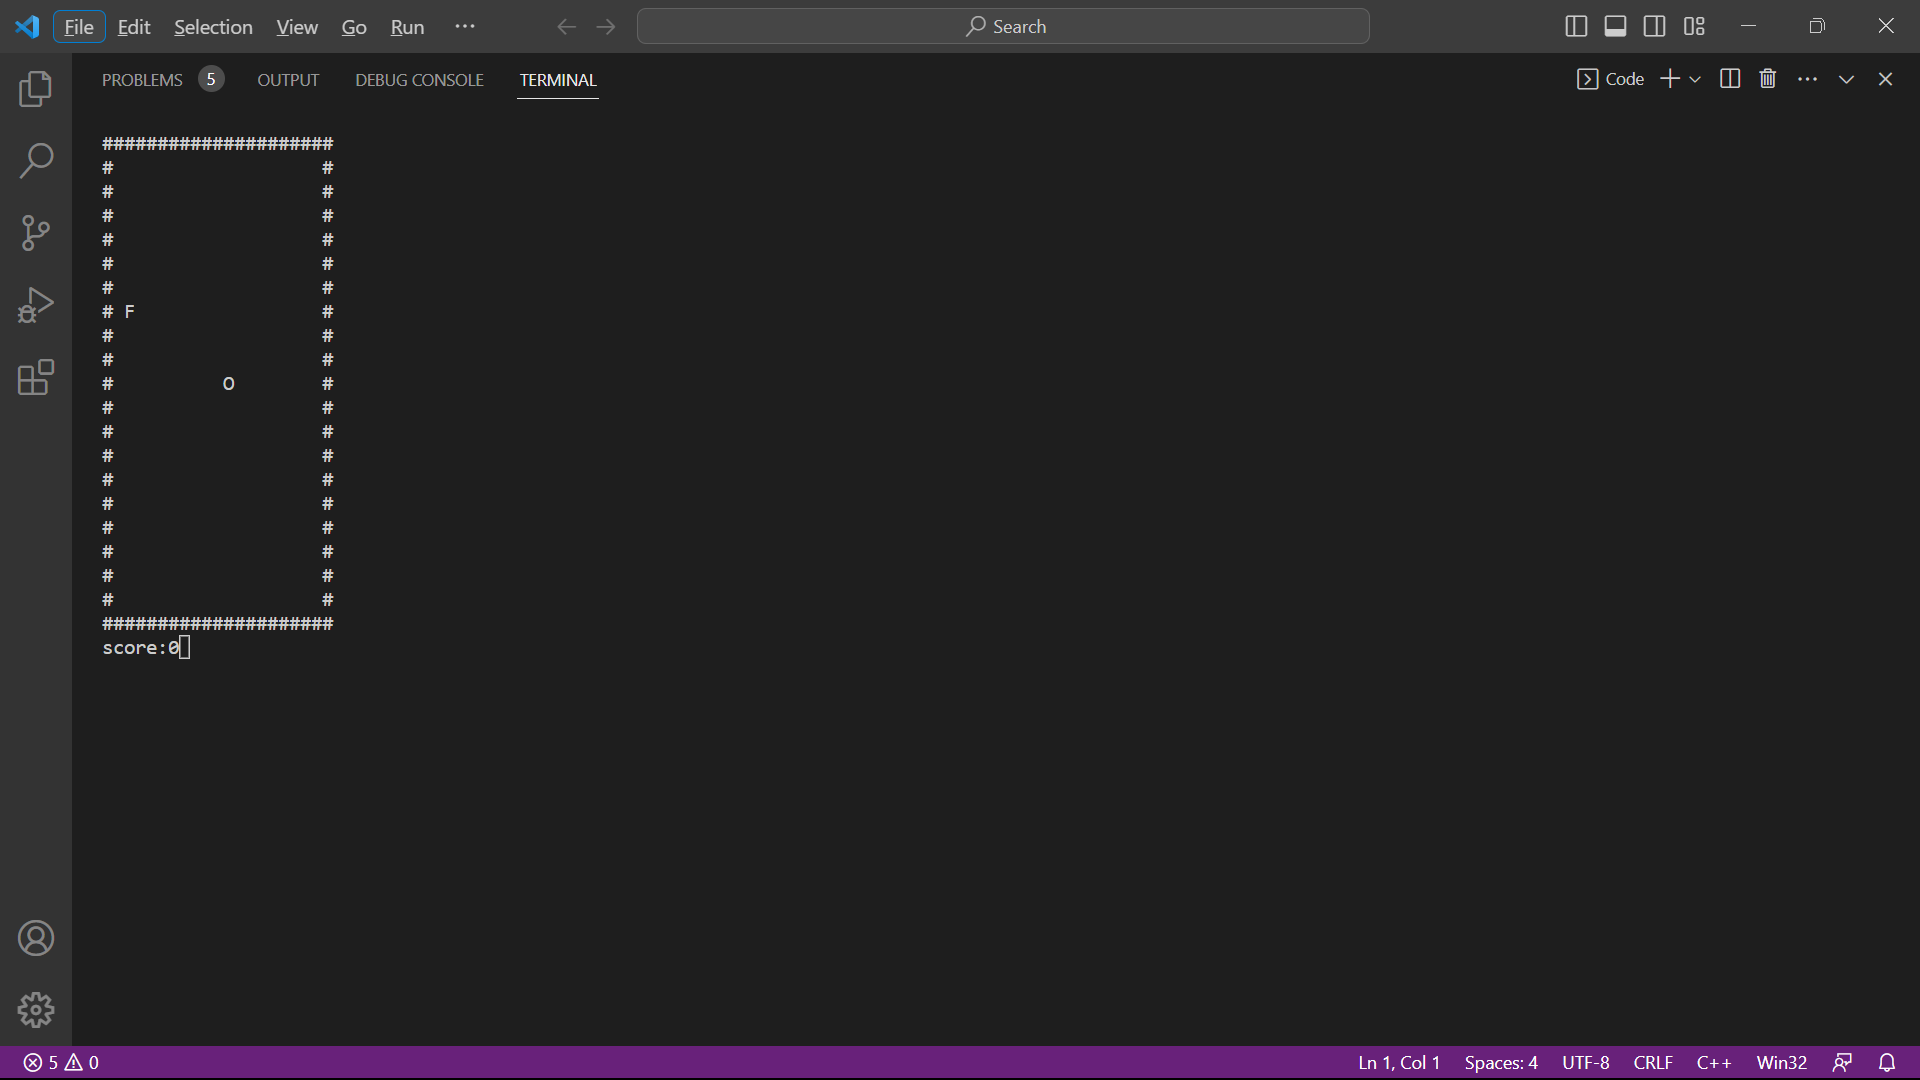 File Edit Selection View Go Run ···
Search
PROBLEMS 5 OUTPUT DEBUG CONSOLE TERMINAL
Code
#####################
#                   #
#                   #
#                   #
#                   #
#                   #
#                   #
# F                 #
#                   #
#                   #
#          O        #
#                   #
#                   #
#                   #
#                   #
#                   #
#                   #
#                   #
#                   #
#                   #
#####################
score:0
5 0 Ln 1, Col 1 Spaces: 4 UTF-8 CRLF C++ Win32